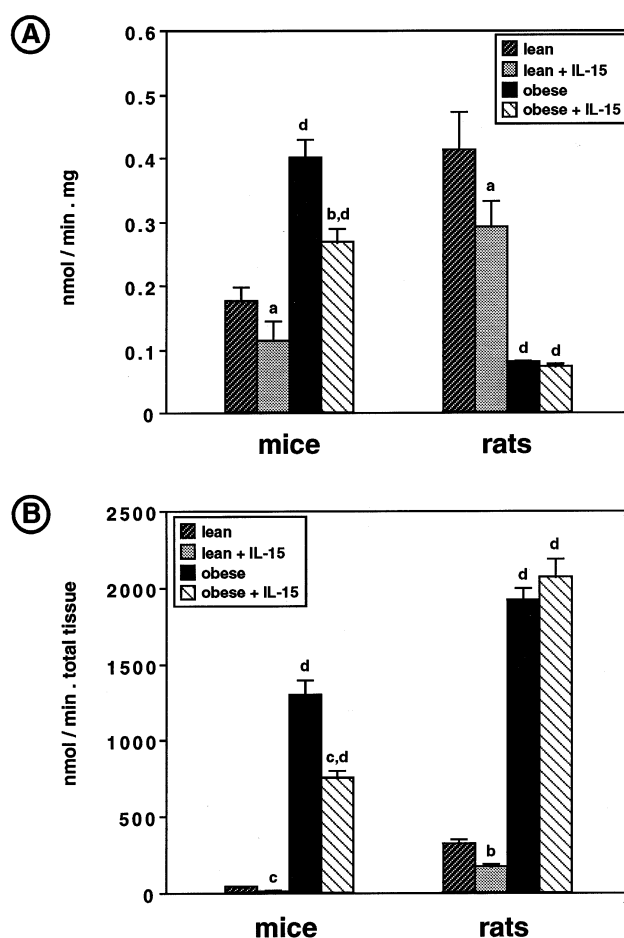 A
0.6
0.5
0.4
0.3
0.2
0.1
0
nmol / min . mg
lean
lean + IL-15
obese
obese + IL-15
a
d
b,d
a
d
d
mice
rats
B
2500
2000
1500
1000
500
0
nmol / min . total tissue
lean
lean + IL-15
obese
obese + IL-15
c
d
c,d
b
d
d
mice
rats